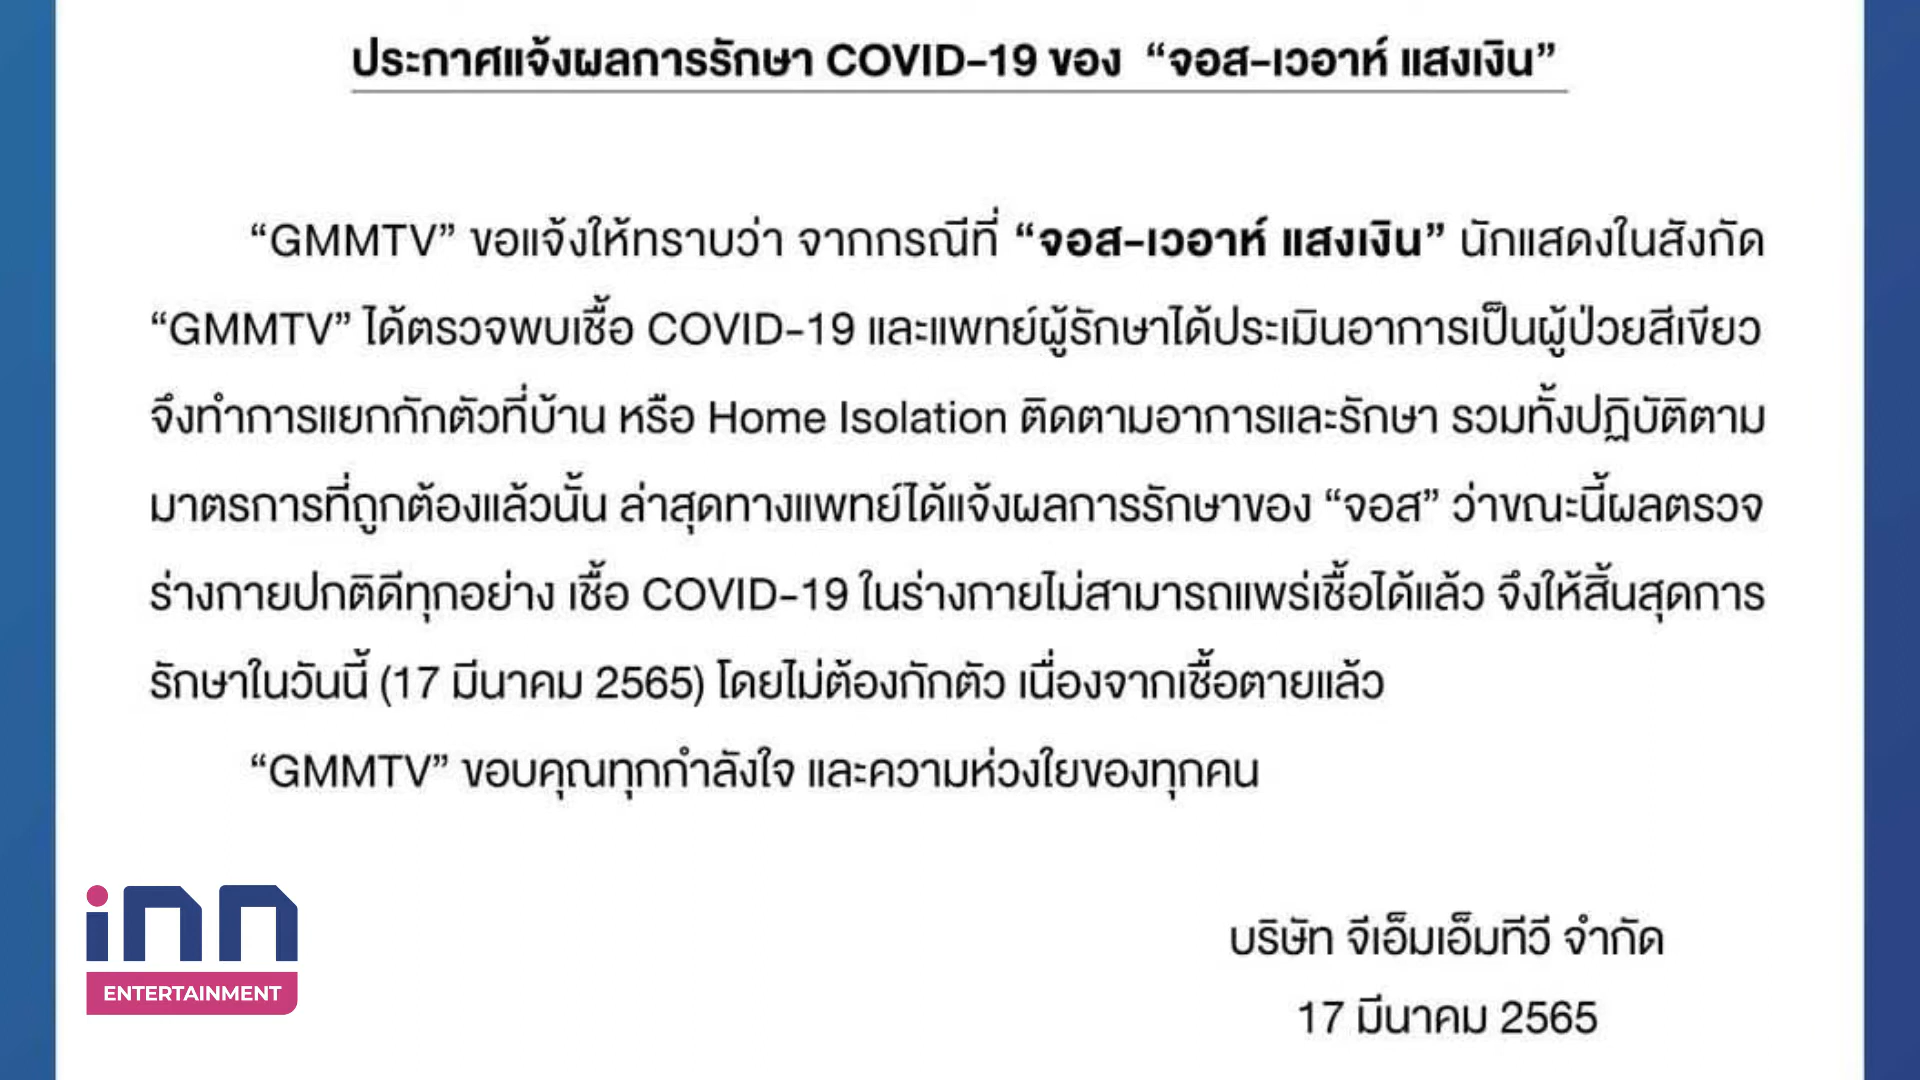 ประกาศแจ้งผลการรักษา COVID-19 ของ “จอส-เวอาห์ แสงเงิน”
“GMMTV” ขอแจ้งให้ทราบว่า จากกรณีที่ “จอส-เวอาห์ แสงเงิน” นักแสดงในสังกัด
“GMMTV” ได้ตรวจพบเชื้อ COVID-19 และแพทย์ผู้รักษาได้ประเมินอาการเป็นผู้ป่วยสีเขียว
จึงทำการแยกกักตัวที่บ้าน หรือ Home Isolation ติดตามอาการและรักษา รวมทั้งปฏิบัติตาม
มาตรการที่ถูกต้องแล้วนั้น ล่าสุดทางแพทย์ได้แจ้งผลการรักษาของ “จอส” ว่าขณะนี้ผลตรวจ
ร่างกายปกติดีทุกอย่าง เชื้อ COVID-19 ในร่างกายไม่สามารถแพร่เชื้อได้แล้ว จึงให้สิ้นสุดการ
รักษาในวันนี้ (17 มีนาคม 2565) โดยไม่ต้องกักตัว เนื่องจากเชื้อตายแล้ว
“GMMTV” ขอบคุณทุกกำลังใจ และความห่วงใยของทุกคน
บริษัท จีเอ็มเอ็มทีวี จำกัด
17 มีนาคม 2565
inn
ENTERTAINMENT